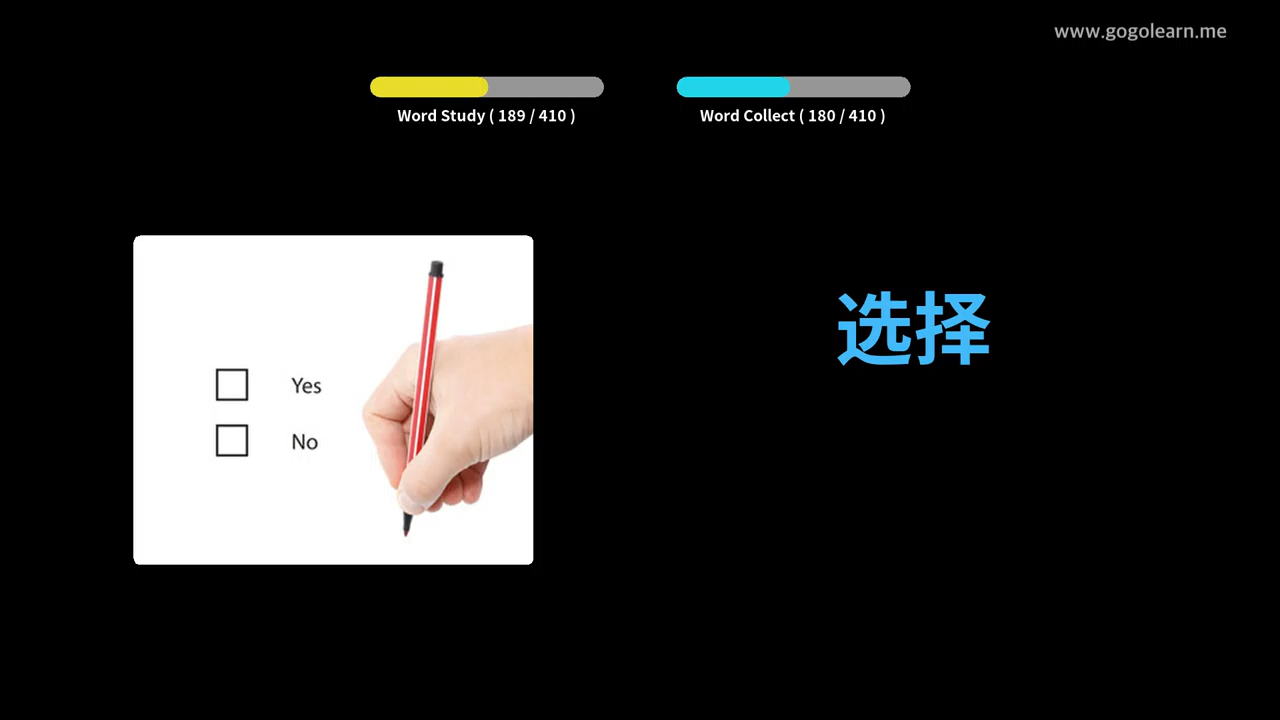 www.gogolearn.me
Word Study ( 189 / 410 )
Word Collect ( 180 / 410 )
Yes
No
选择